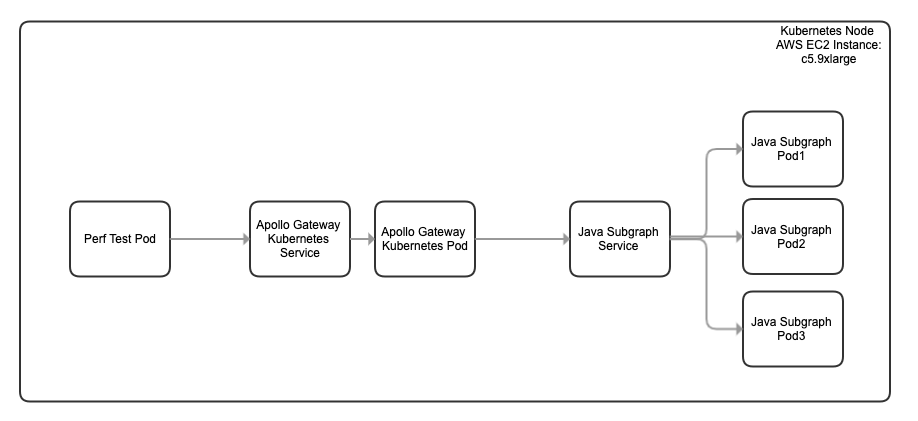 Kubernetes Node
AWS EC2 Instance:
c5.9xlarge
Perf Test Pod
Apollo Gateway
Kubernetes
Service
Apollo Gateway
Kubernetes Pod
Java Subgraph
Service
Java Subgraph
Pod1
Java Subgraph
Pod2
Java Subgraph
Pod3